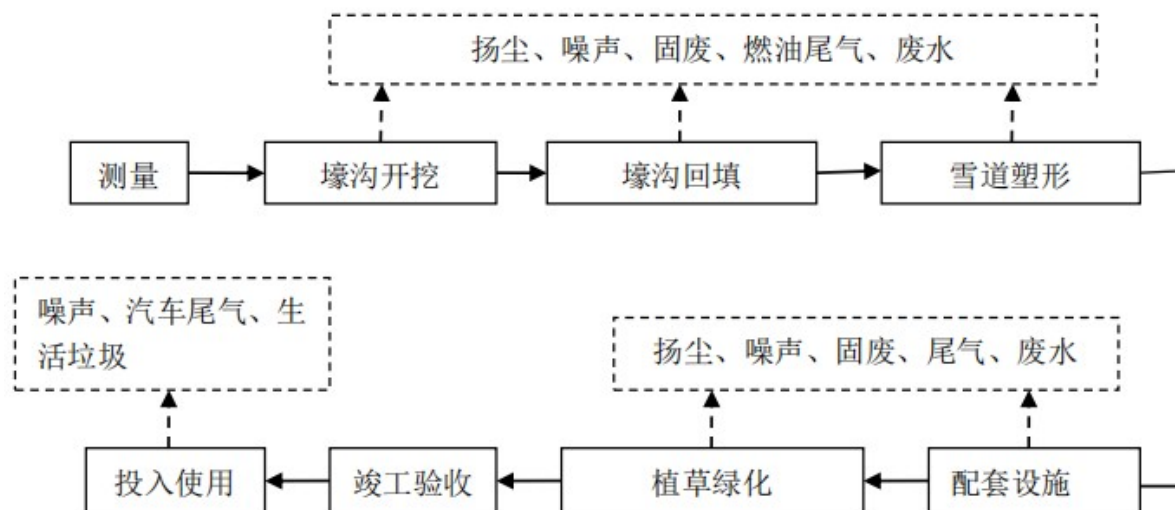 扬尘、噪声、固废、燃油尾气、废水
测量
壕沟开挖
壕沟回填
雪道塑形
噪声、汽车尾气、生
活垃圾
扬尘、噪声、固废、尾气、废水
投入使用
竣工验收
植草绿化
配套设施